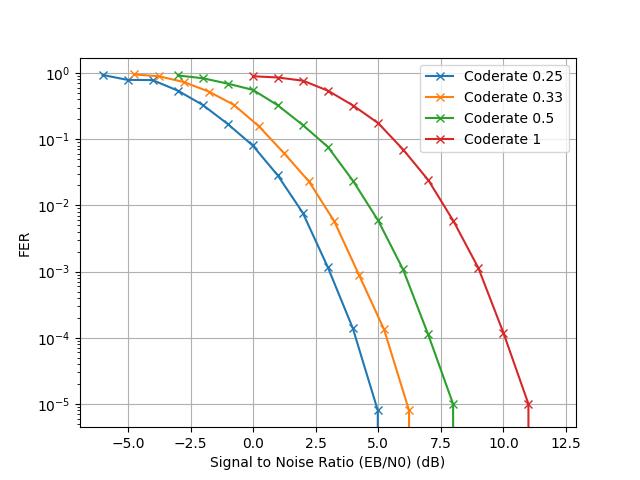 Coderate 0.25
Coderate 0.33
Coderate 0.5
Coderate 1
10^0
10^-1
10^-2
10^-3
10^-4
10^-5
FER
−5.0 −2.5 0.0 2.5 5.0 7.5 10.0 12.5
Signal to Noise Ratio (EB/N0) (dB)